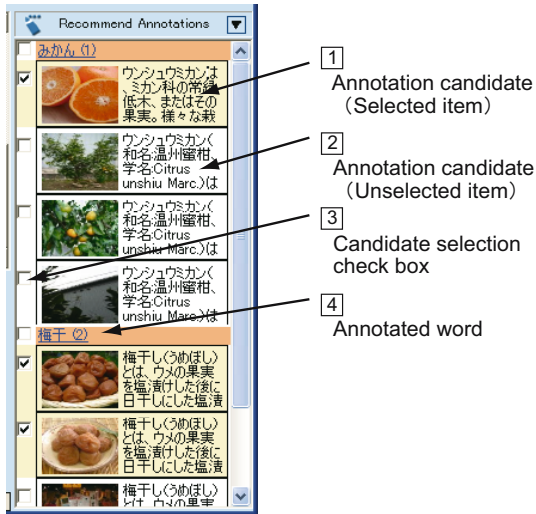 Recommend Annotations
みかん (1)
ウンシュウミカンは
、ミカン科の常緑
低木、またはその
果実。様々な栽
ウンシュウミカン(
和名:温州蜜柑、
学名:Citrus
unshiu Marc.)は
ウンシュウミカン(
和名:温州蜜柑、
学名:Citrus
unshiu Marc.)は
ウンシュウミカン(
和名:温州蜜柑、
学名:Citrus
unshiu Marc.)は
梅干 (2)
梅干し(うめぼし)
とは、ウメの果実
を塩漬けした後に
日干しにした塩漬
梅干し(うめぼし)
とは、ウメの果実
を塩漬けした後に
日干しにした塩漬
梅干し(うめぼし)
とは、ウメの果実
1
Annotation candidate
（Selected item）
2
Annotation candidate
（Unselected item）
3
Candidate selection
check box
4
Annotated word